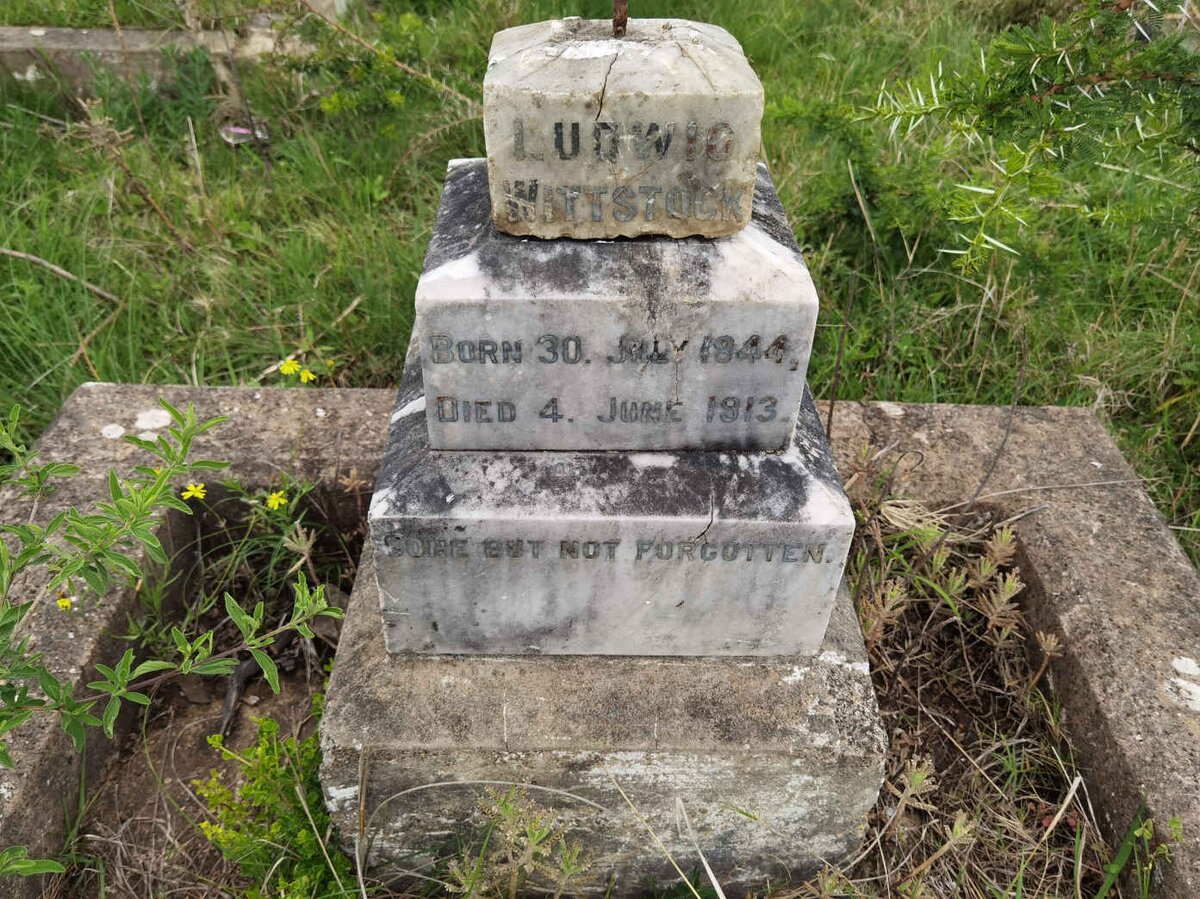 LUDWIG
WITTSTOCK
BORN 30. JULY 1844,
DIED 4. JUNE 1913.
GONE BUT NOT FORGOTTEN.